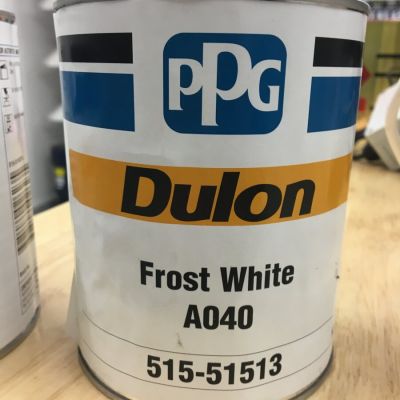 PPG
Dulon
Frost White
A040
515-51513